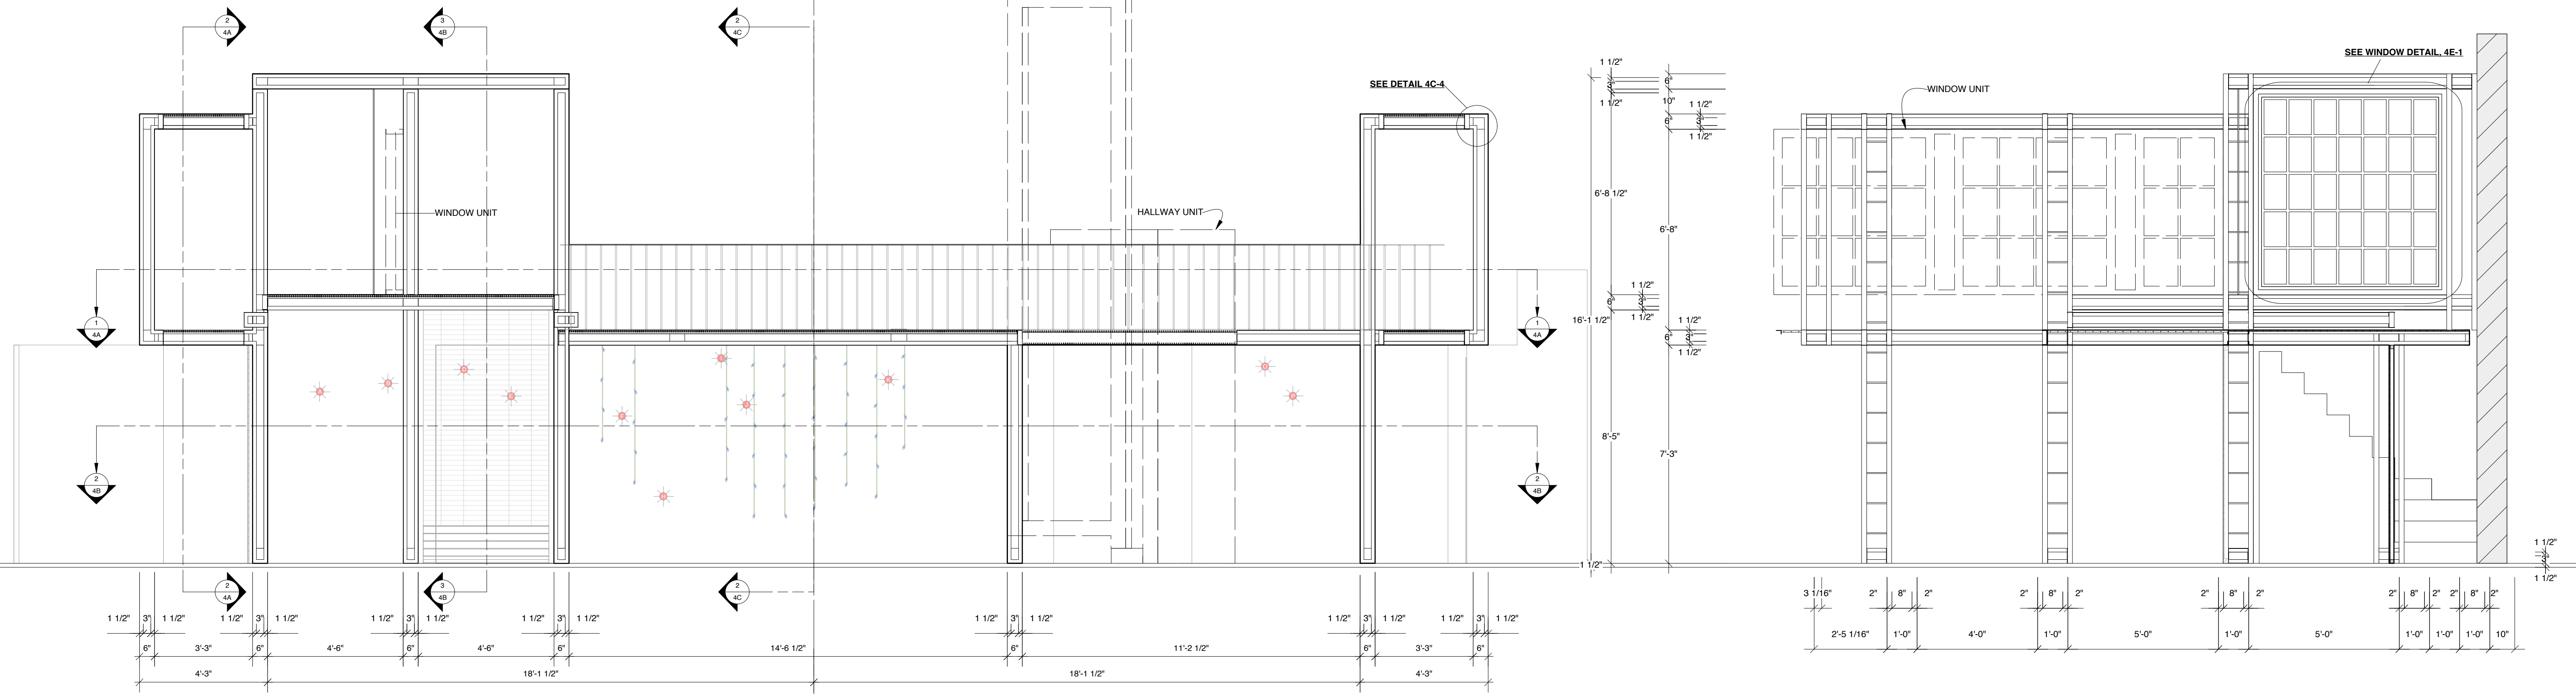 2
4A
3
4B
2
4C
SEE DETAIL 4C-4
WINDOW UNIT
HALLWAY UNIT
1
4A
1
4A
2
4B
2
4B
2
4A
3
4B
2
4C
1 1/2" 3" 1 1/2" 1 1/2" 3" 1 1/2" 1 1/2" 3" 1 1/2" 1 1/2" 3" 1 1/2" 1 1/2" 3" 1 1/2" 1 1/2" 3" 1 1/2" 1 1/2" 3" 1 1/2"
6" 3'-3" 6" 4'-6" 6" 4'-6" 6" 14'-6 1/2" 6" 11'-2 1/2" 6" 3'-3" 6"
4'-3" 18'-1 1/2" 18'-1 1/2" 4'-3"
1 1/2"
3"
1 1/2"
6"
10"
6"
1 1/2"
3"
1 1/2"
6'-8 1/2"
6'-8"
1 1/2"
6"
3"
1 1/2"
16'-1 1/2"
1 1/2"
6"
3"
1 1/2"
8'-5"
7'-3"
1 1/2"
SEE WINDOW DETAIL, 4E-1
WINDOW UNIT
1 1/2"
3"
1 1/2"
3 1/16" 2" 8" 2" 2" 8" 2" 2" 8" 2" 2" 8" 2" 2" 8" 2"
2'-5 1/16" 1'-0" 4'-0" 1'-0" 5'-0" 1'-0" 5'-0" 1'-0" 1'-0" 1'-0" 10"